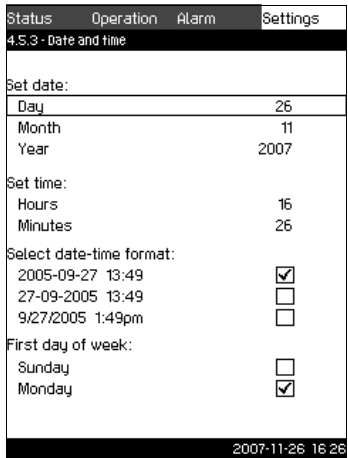 Status Operation Alarm Settings
4.5.3 - Date and time
Set date:
Day 26
Month 11
Year 2007
Set time:
Hours 16
Minutes 26
Select date-time format:
2005-09-27 13:49
27-09-2005 13:49
9/27/2005 1:49pm
First day of week:
Sunday
Monday
2007-11-26 16:26